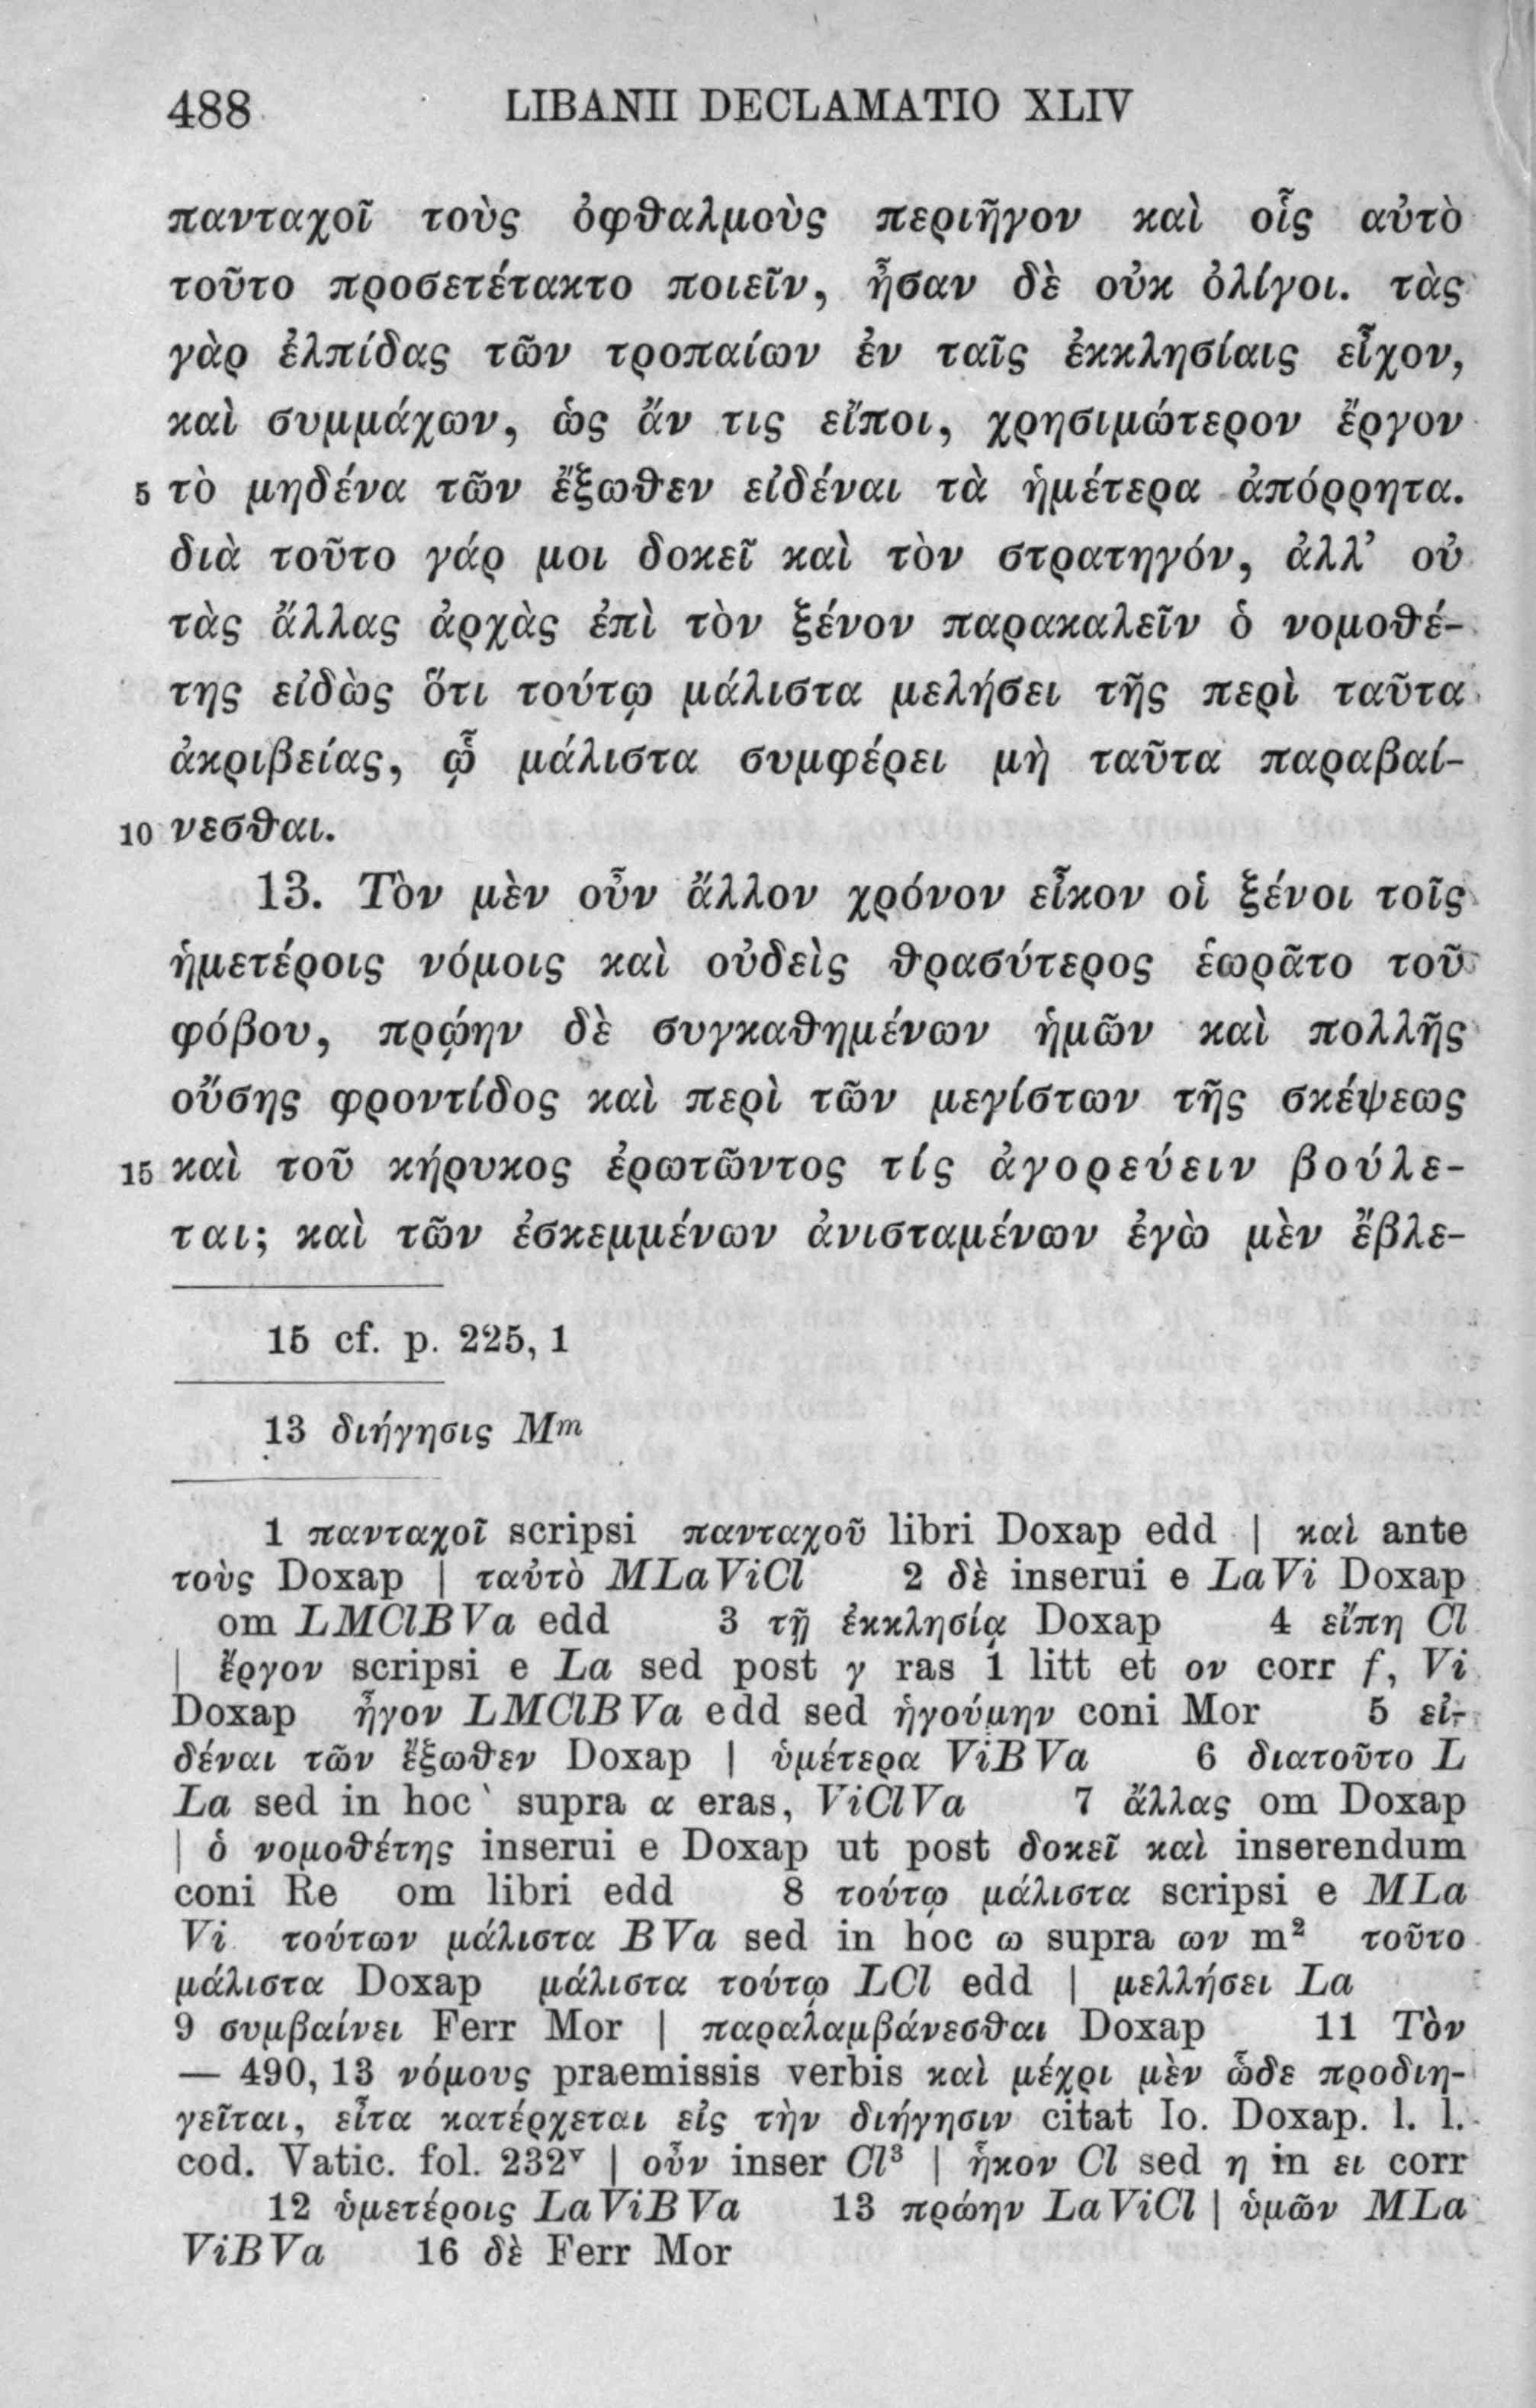 488 LIBANII DECLAMATIO XLIV
πανταχοῖ τοὺς ὀφθαλμοὺς περιῆγον καὶ οἷς αὐτὸ
τοῦτο προσετέτακτο ποιεῖν, ἦσαν δὲ οὐκ ὀλίγοι. τὰς
γὰρ ἐλπίδας τῶν τροπαίων ἐν ταῖς ἐκκλησίαις εἶχον,
καὶ συμμάχων, ὡς ἄν τις εἴποι, χρησιμώτερον ἔργον
5 τὸ μηδένα τῶν ἔξωθεν εἰδέναι τὰ ἡμέτερα ἀπόρρητα.
διὰ τοῦτο γάρ μοι δοκεῖ καὶ τὸν στρατηγόν, ἀλλ’ οὐ
τὰς ἄλλας ἀρχὰς ἐπὶ τὸν ξένον παρακαλεῖν ὁ νομοθέ-
της εἰδὼς ὅτι τούτῳ μάλιστα μελήσει τῆς περὶ ταῦτα
ἀκριβείας, ᾧ μάλιστα συμφέρει μὴ ταῦτα παραβαί-
10 νεσθαι.
13. Τὸν μὲν οὖν ἄλλον χρόνον εἶκον οἱ ξένοι τοῖς
ἡμετέροις νόμοις καὶ οὐδεὶς θρασύτερος ἑωρᾶτο τοῦ
φόβου, πρῴην δὲ συγκαθημένων ἡμῶν καὶ πολλῆς
οὔσης φροντίδος καὶ περὶ τῶν μεγίστων τῆς σκέψεως
15 καὶ τοῦ κήρυκος ἐρωτῶντος τίς ἀγορεύειν βούλε-
ται; καὶ τῶν ἐσκεμμένων ἀνισταμένων ἐγὼ μὲν ἔβλε-
15 cf. p. 225, 1
13 διήγησις Mm
1 πανταχοῖ scripsi πανταχοῦ libri Doxap edd | καὶ ante
τοὺς Doxap | ταὐτὸ MLaViCl 2 δὲ inserui e LaVi Doxap
om LMClBVa edd 3 τῇ ἐκκλησίᾳ Doxap 4 εἴπη Cl
| ἔργον scripsi e La sed post γ ras 1 litt et ον corr f, Vi
Doxap ἦγον LMClBVa edd sed ἡγούμην coni Mor 5 εἰ-
δέναι τῶν ἔξωθεν Doxap | ὑμέτερα ViBVa 6 διατοῦτο L
La sed in hoc ` supra α eras, ViClVa 7 ἄλλας om Doxap
| ὁ νομοθέτης inserui e Doxap ut post δοκεῖ καὶ inserendum
coni Re om libri edd 8 τούτῳ μάλιστα scripsi e MLa
Vi τούτων μάλιστα BVa sed in hoc ω supra ων m² τοῦτο
μάλιστα Doxap μάλιστα τούτῳ LCl edd | μελλήσει La
9 συμβαίνει Ferr Mor | παραλαμβάνεσθαι Doxap 11 Τὸν
— 490, 13 νόμους praemissis verbis καὶ μέχρι μὲν ὧδε προδιη-
γεῖται, εἶτα κατέρχεται εἰς τὴν διήγησιν citat Io. Doxap. l. l.
cod. Vatic. fol. 232ᵛ | οὖν inser Cl³ | ἧκον Cl sed η in ει corr
12 ὑμετέροις LaViBVa 13 πρώην LaViCl | ὑμῶν MLa
ViBVa 16 δὲ Ferr Mor